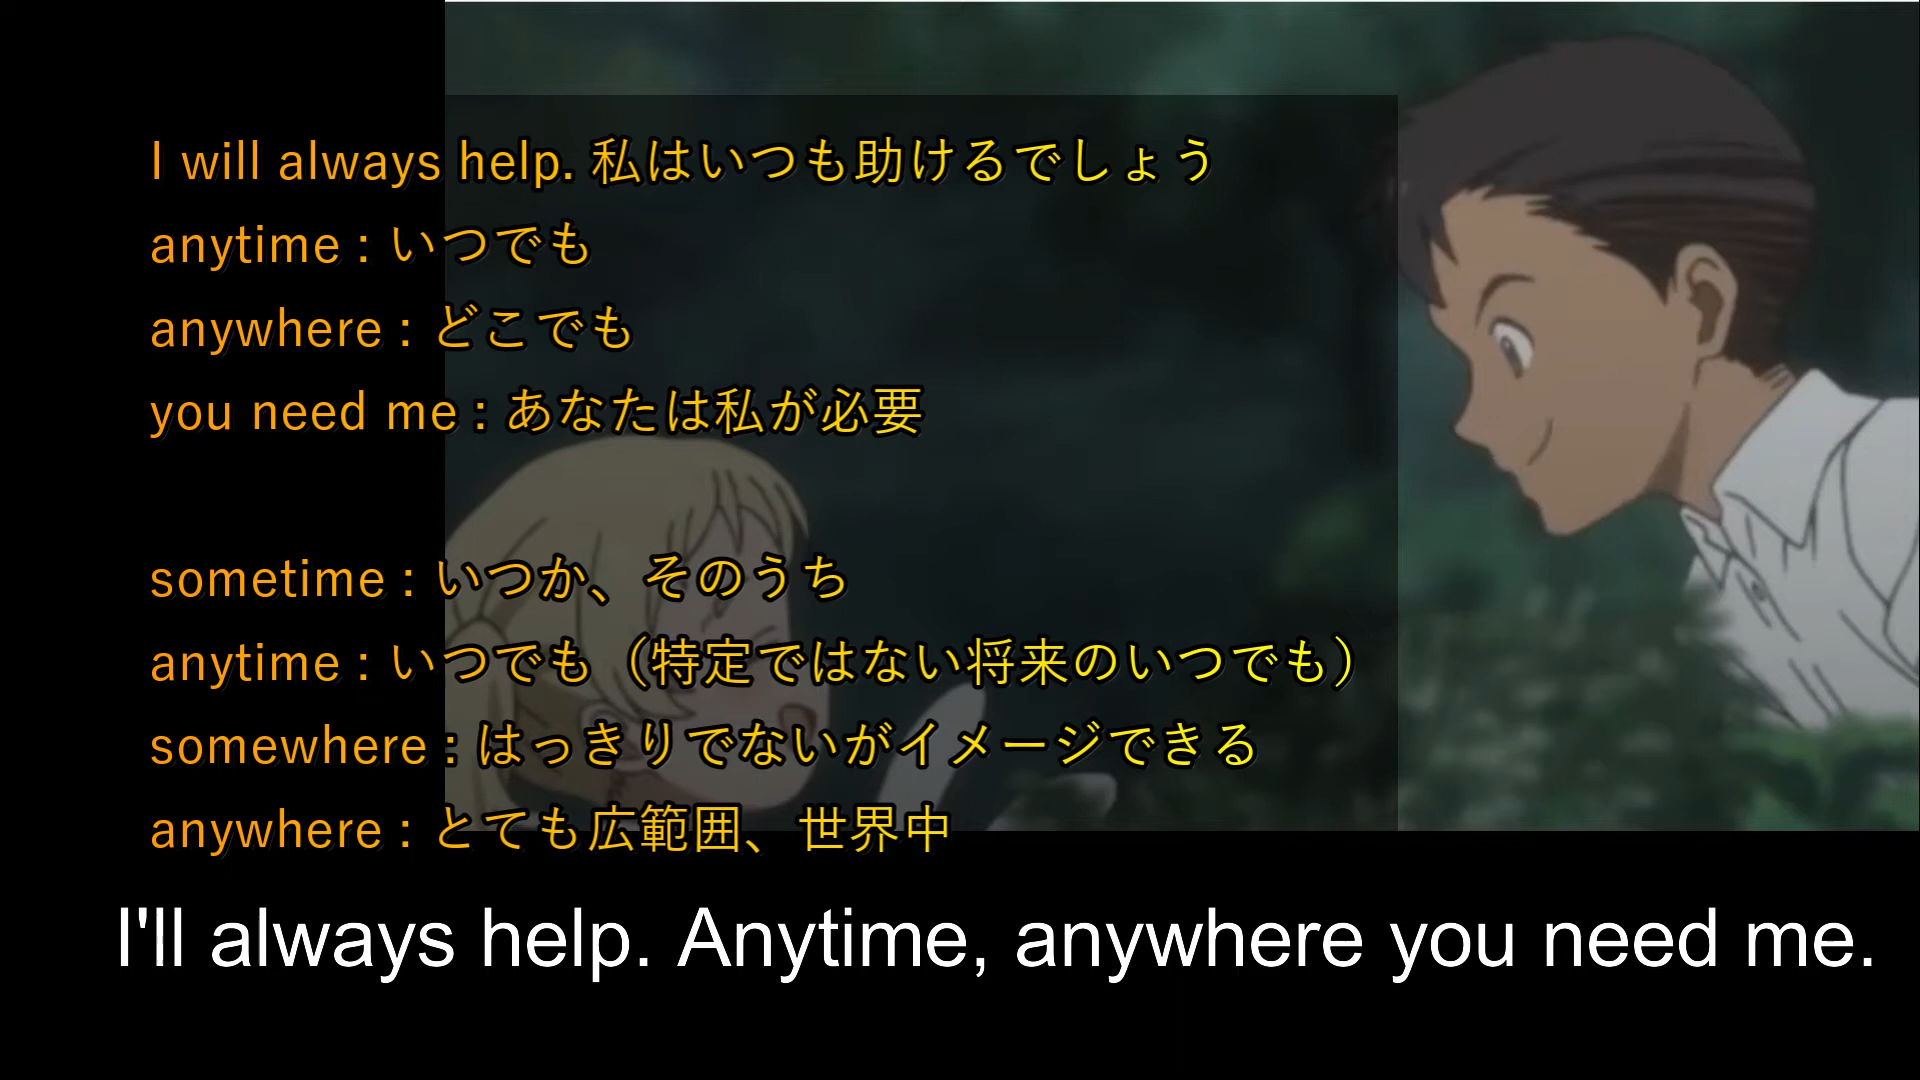 I will always help. 私はいつも助けるでしょう
anytime : いつでも
anywhere : どこでも
you need me : あなたは私が必要
sometime : いつか、そのうち
anytime : いつでも（特定ではない将来のいつでも）
somewhere : はっきりでないがイメージできる
anywhere : とても広範囲、世界中
I'll always help. Anytime, anywhere you need me.